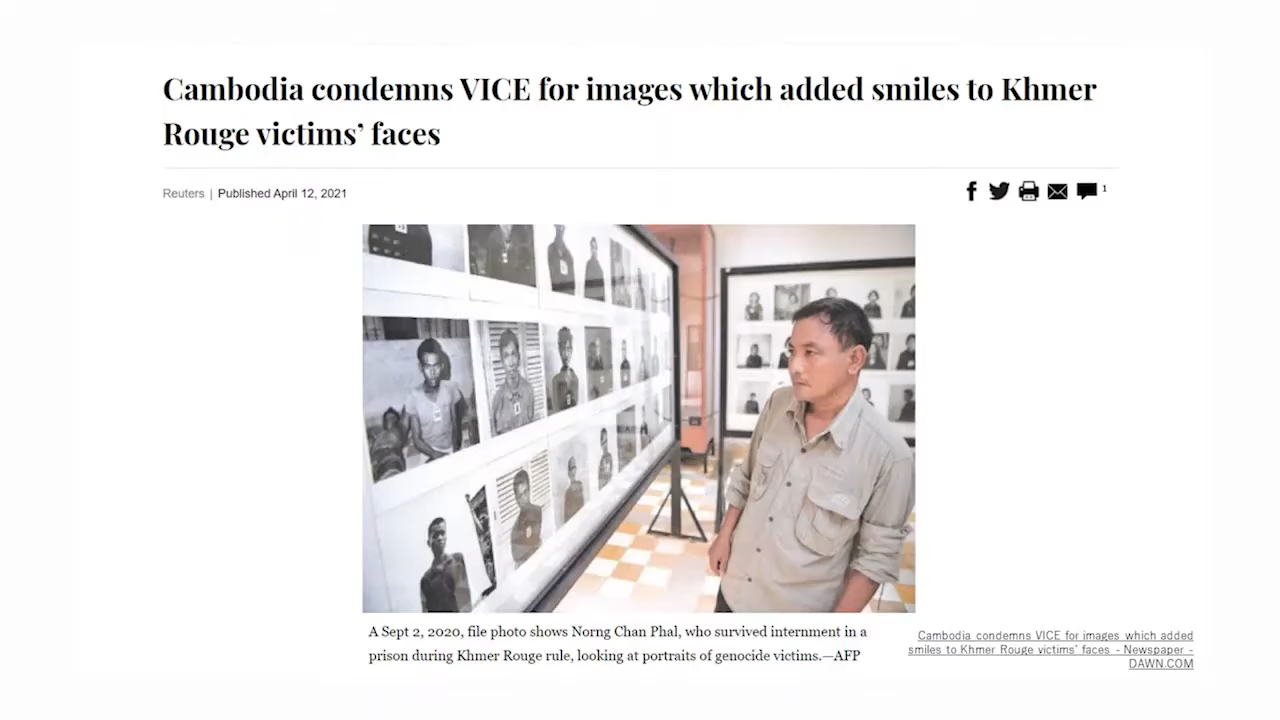 Cambodia condemns VICE for images which added smiles to Khmer
Rouge victims’ faces
Reuters | Published April 12, 2021
1
A Sept 2, 2020, file photo shows Norng Chan Phal, who survived internment in a
prison during Khmer Rouge rule, looking at portraits of genocide victims.—AFP
Cambodia condemns VICE for images which added
smiles to Khmer Rouge victims' faces - Newspaper -
DAWN.COM